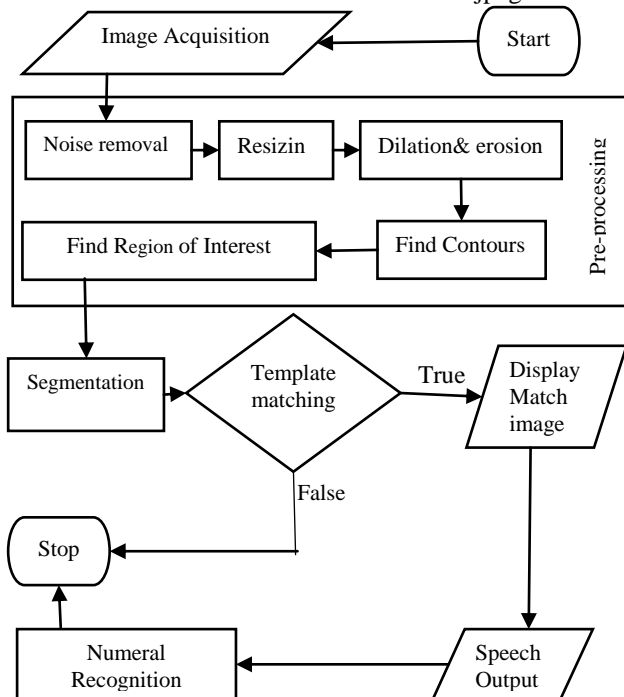 Image Acquisition
Start
Noise removal
Resizin
Dilation& erosion
Pre-processing
Find Region of Interest
Find Contours
Segmentation
Template
matching
True
Display
Match
image
False
Stop
Numeral
Recognition
Speech
Output